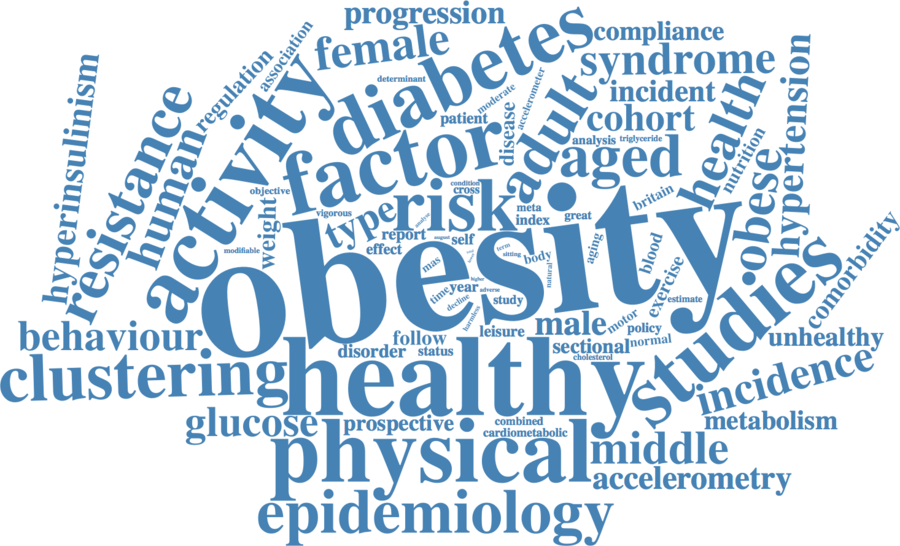 progression
association
female
diabetes
compliance
syndrome
regulation
determinant
moderate
accelerometer
incident
hypertension
hyperinsulinism
resistance
human
activity
factor
patient
disease
adult
cohort
health
analysis
triglyceride
aged
nutrition
obese
objective
weight
vigorous
type
risk
condition
cross
meta
index
great
britain
modifiable
report
effect
self
obesity
term
sitting
body
natural
aging
blood
exercise
comorbidity
mas
time
year
higher
adverse
decline
study
harmless
estimate
studies
behaviour
follow
leisure
male
motor
policy
normal
unhealthy
disorder
status
sectional
cholesterol
clustering
healthy
incidence
glucose
prospective
combined
cardiometabolic
metabolism
physical
middle
accelerometry
epidemiology